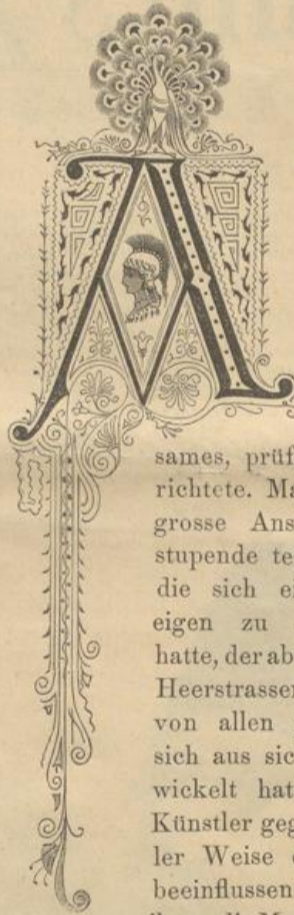 A
sames, prüf
richtete. Ma
grosse Ans
stupende te
die sich e
eigen zu
hatte, der ab
Heerstrassen
von allen
sich aus sic
wickelt hat
Künstler geg
ler Weise
beeinflussen